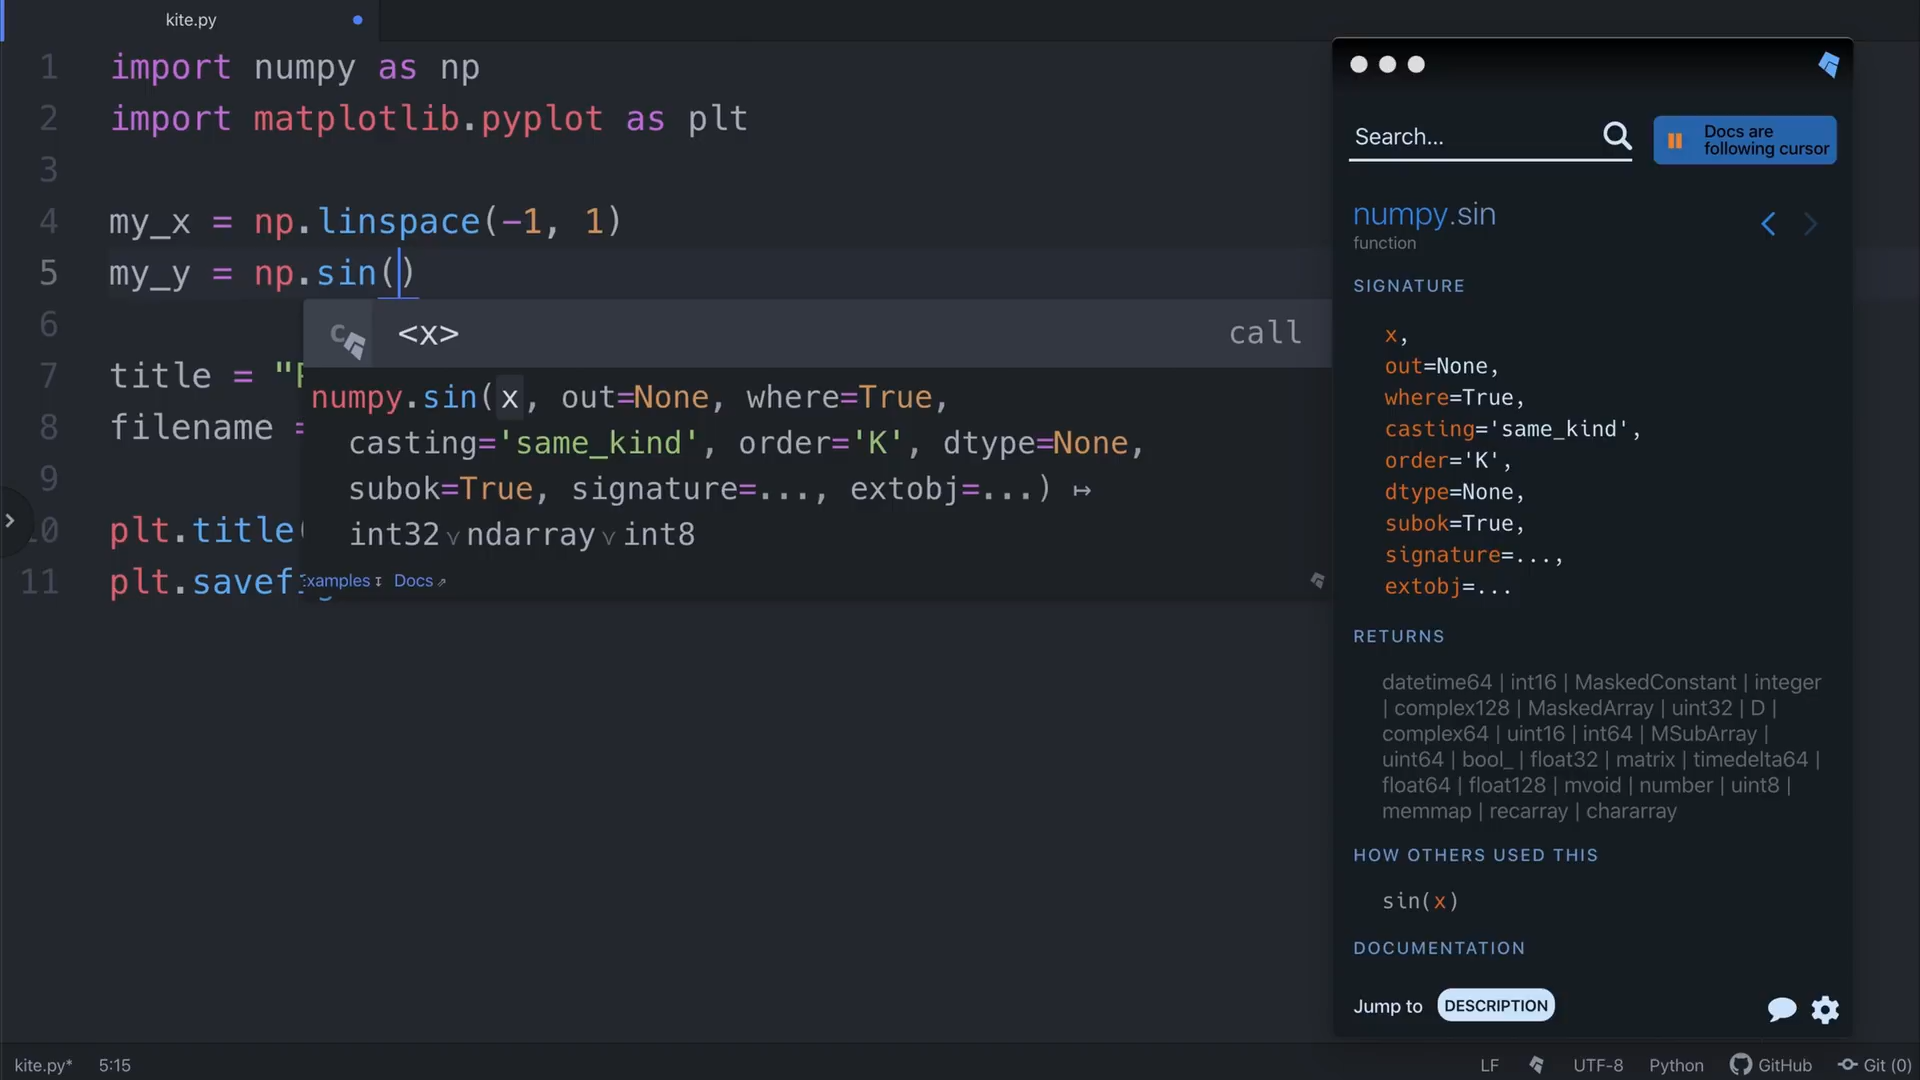 kite.py
1 import numpy as np
2 import matplotlib.pyplot as plt
3
4 my_x = np.linspace(-1, 1)
5 my_y = np.sin()
6
7 title = "
8 filename =
9
10 plt.title(
11 plt.savefig
<x> call
numpy.sin(x, out=None, where=True,
casting='same_kind', order='K', dtype=None,
subok=True, signature=..., extobj=...) ↦
int32 ∨ ndarray ∨ int8
Examples ↧ Docs ⇗
Search...
Docs are
following cursor
numpy.sin
function
SIGNATURE
x,
out=None,
where=True,
casting='same_kind',
order='K',
dtype=None,
subok=True,
signature=...,
extobj=...
RETURNS
datetime64 | int16 | MaskedConstant | integer
| complex128 | MaskedArray | uint32 | D |
complex64 | uint16 | int64 | MSubArray |
uint64 | bool_ | float32 | matrix | timedelta64 |
float64 | float128 | mvoid | number | uint8 |
memmap | recarray | chararray
HOW OTHERS USED THIS
sin(x)
DOCUMENTATION
Jump to DESCRIPTION
kite.py* 5:15
LF UTF-8 Python GitHub Git (0)